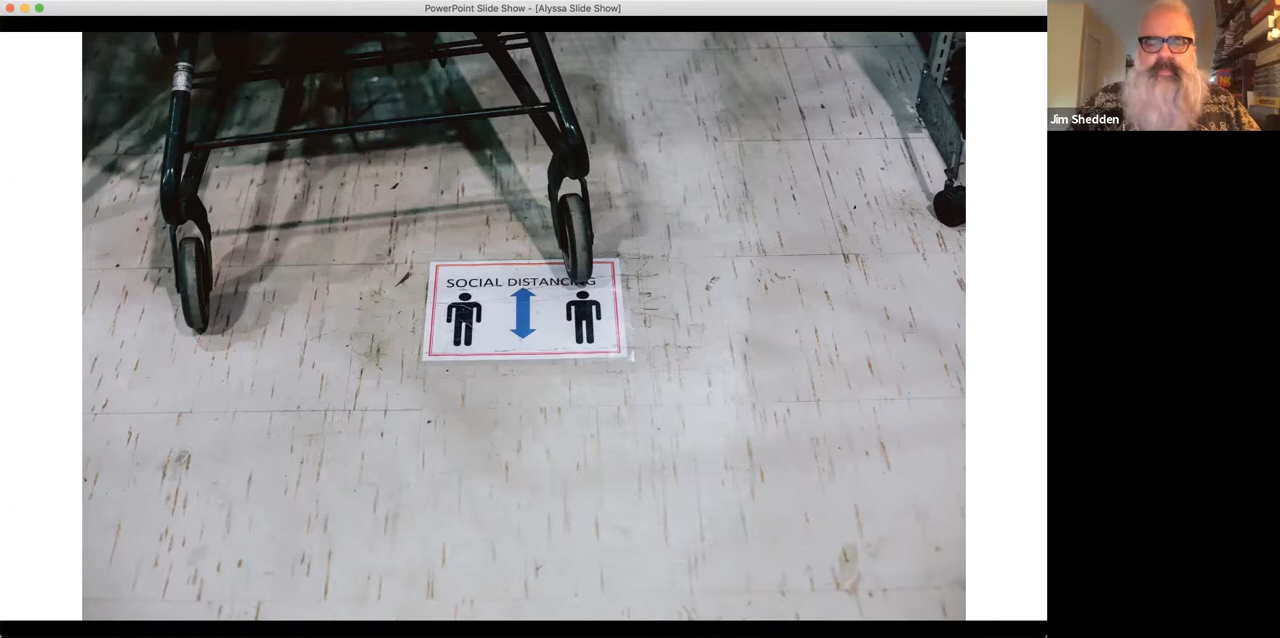 PowerPoint Slide Show - [Alyssa Slide Show]
Jim Shedden
SOCIAL DISTANCING